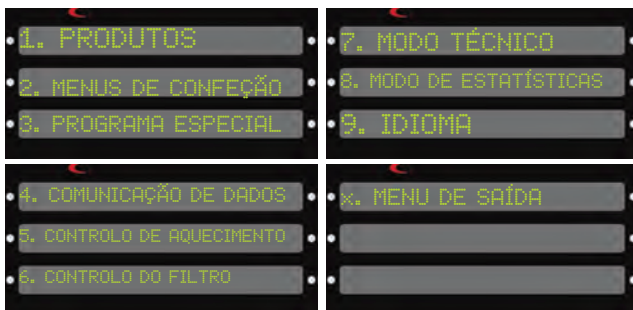 1. PRODUTOS
2. MENUS DE CONFEÇÃO
3. PROGRAMA ESPECIAL
4. COMUNICAÇÃO DE DADOS
5. CONTROLO DE AQUECIMENTO
6. CONTROLO DO FILTRO
7. MODO TÉCNICO
8. MODO DE ESTATÍSTICAS
9. IDIOMA
x. MENU DE SAÍDA